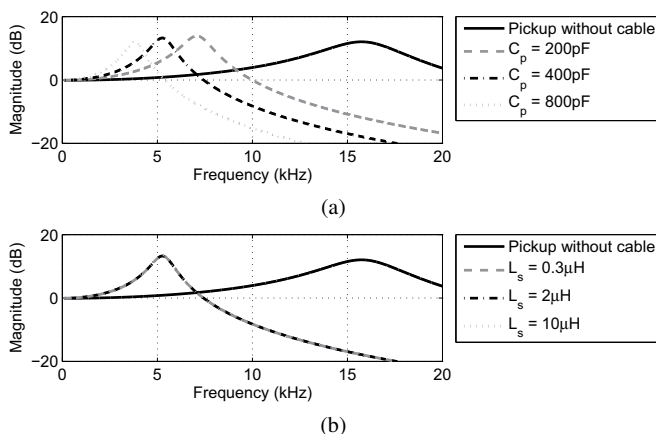 20
0
−20
0
5
10
15
20
Magnitude (dB)
Frequency (kHz)
Pickup without cable
C_p = 200pF
C_p = 400pF
C_p = 800pF
(a)
20
0
−20
0
5
10
15
20
Magnitude (dB)
Frequency (kHz)
Pickup without cable
L_s = 0.3μH
L_s = 2μH
L_s = 10μH
(b)